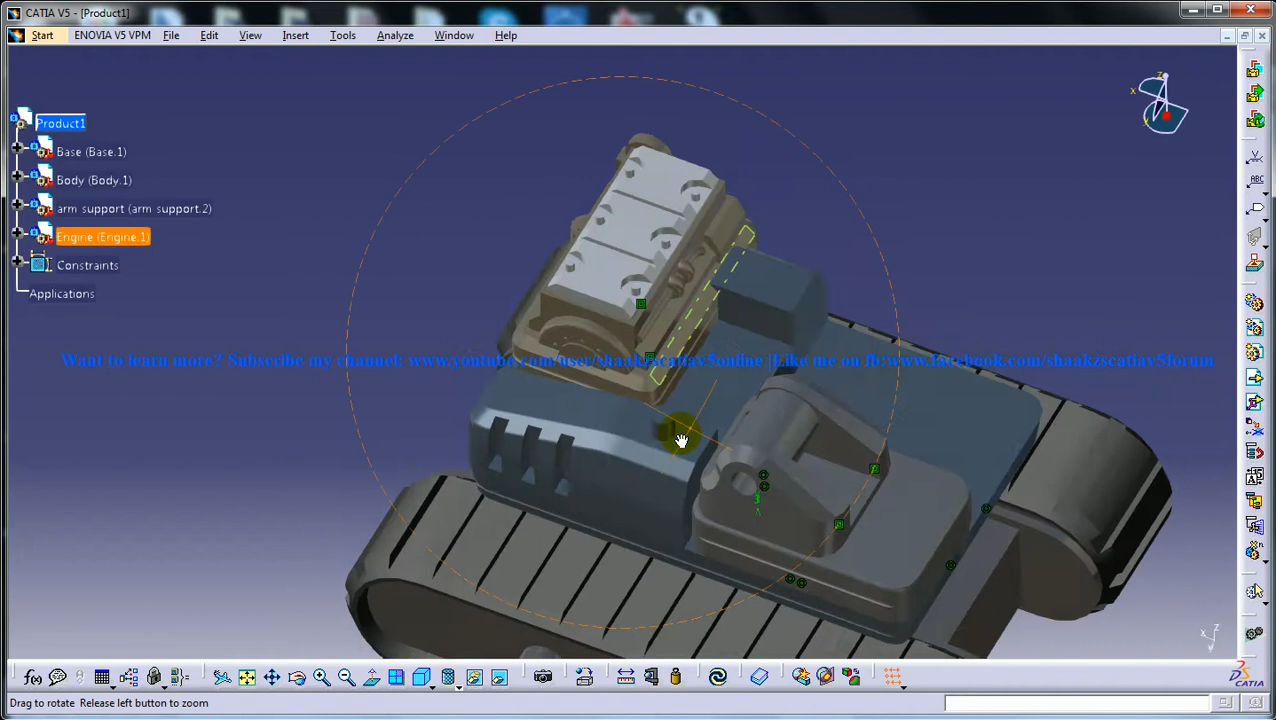 CATIA V5 - [Product1]
Start ENOVIA V5 VPM File Edit View Insert Tools Analyze Window Help
Product1
Base (Base.1)
Body (Body.1)
arm support (arm support.2)
Engine (Engine.1)
Constraints
Applications
z
x
y
Want to learn more? Subscribe my channel: www.youtube.com/user/shaakzscatiav5online |Like me on fb:www.facebook.com/shaakzscatiav5forum
ABC
z
x
y
f(x)
CATIA
Drag to rotate Release left button to zoom